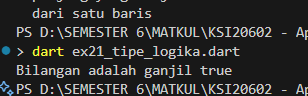 dari satu baris
PS D:\SEMESTER 6\MATKUL\KSI20602 - Ap
> dart ex21_tipe_logika.dart
Bilangan adalah ganjil true
PS D:\SEMESTER 6\MATKUL\KSI20602 - Ap